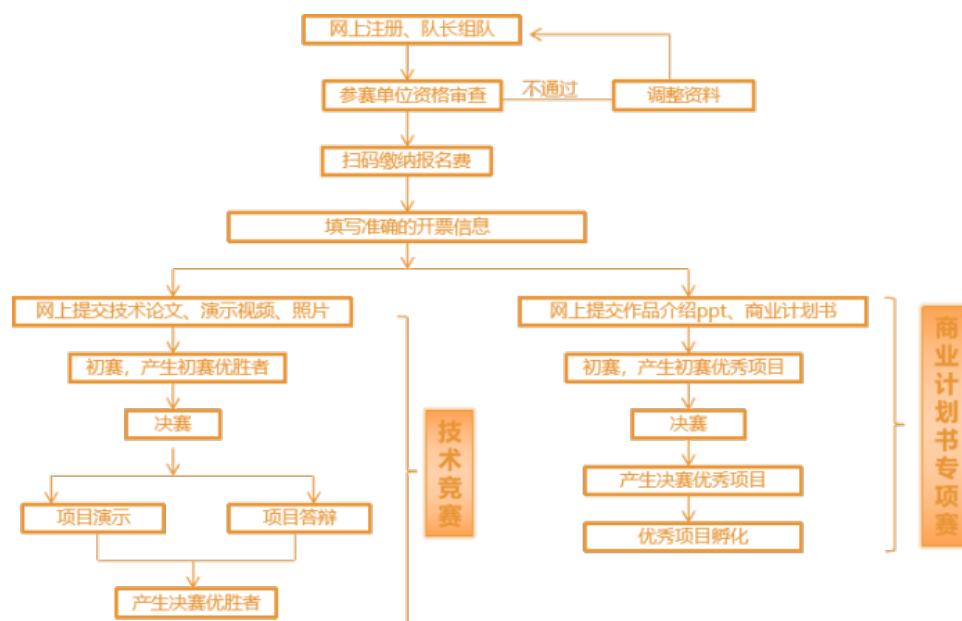 网上注册、队长组队
参赛单位资格审查
不通过
调整资料
扫码缴纳报名费
填写准确的开票信息
网上提交技术论文、演示视频、照片
初赛，产生初赛优胜者
决赛
项目演示
项目答辩
产生决赛优胜者
技术竞赛
网上提交作品介绍ppt、商业计划书
初赛，产生初赛优秀项目
决赛
产生决赛优秀项目
优秀项目孵化
商业计划书专项赛